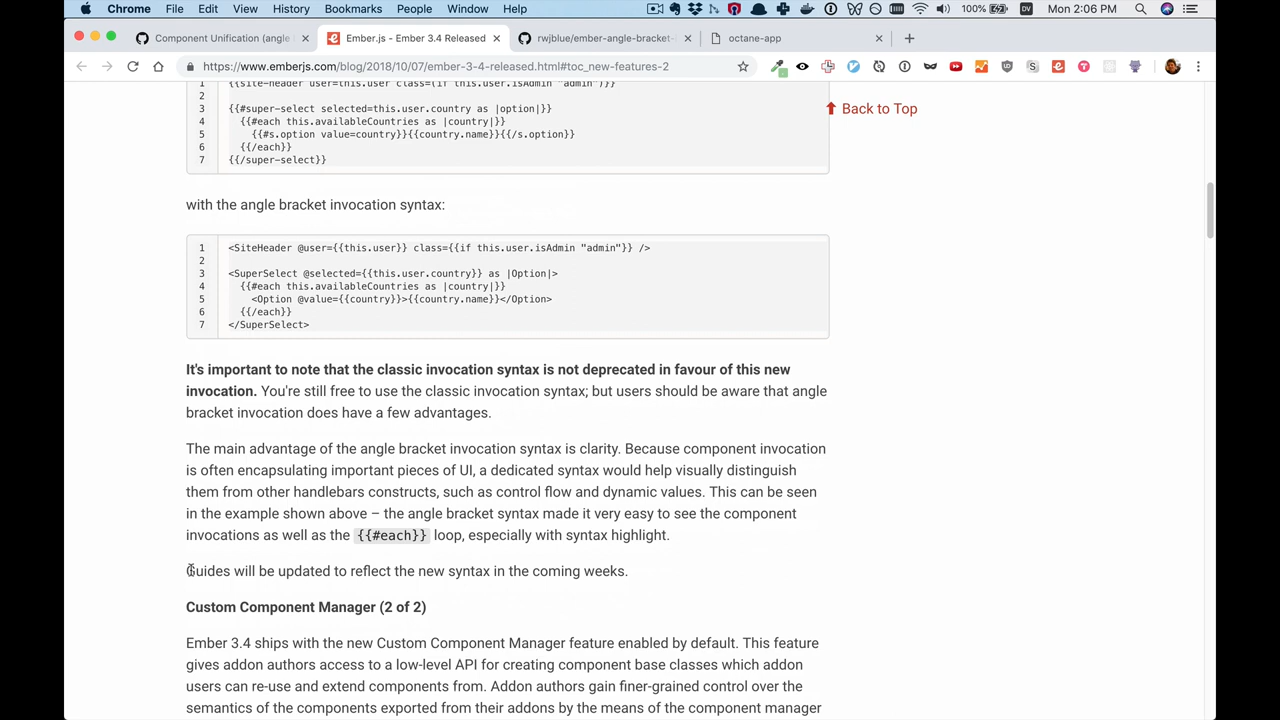 Chrome File Edit View History Bookmarks People Window Help 100% DV Mon 2:06 PM
Component Unification (angle Ember.js - Ember 3.4 Released rwjblue/ember-angle-bracket- octane-app
https://www.emberjs.com/blog/2018/10/07/ember-3-4-released.html#toc_new-features-2
1 {{site-header user=this.user class=(if this.user.isAdmin "admin")}}
2
3 {{#super-select selected=this.user.country as |option|}}
4 {{#each this.availableCountries as |country|}}
5 {{#s.option value=country}}{{country.name}}{{/s.option}}
6 {{/each}}
7 {{/super-select}}
Back to Top
with the angle bracket invocation syntax:
1 <SiteHeader @user={{this.user}} class={{if this.user.isAdmin "admin"}} />
2
3 <SuperSelect @selected={{this.user.country}} as |Option|>
4 {{#each this.availableCountries as |country|}}
5 <Option @value={{country}}>{{country.name}}</Option>
6 {{/each}}
7 </SuperSelect>
It's important to note that the classic invocation syntax is not deprecated in favour of this new
invocation. You're still free to use the classic invocation syntax; but users should be aware that angle
bracket invocation does have a few advantages.
The main advantage of the angle bracket invocation syntax is clarity. Because component invocation
is often encapsulating important pieces of UI, a dedicated syntax would help visually distinguish
them from other handlebars constructs, such as control flow and dynamic values. This can be seen
in the example shown above – the angle bracket syntax made it very easy to see the component
invocations as well as the {{#each}} loop, especially with syntax highlight.
Guides will be updated to reflect the new syntax in the coming weeks.
Custom Component Manager (2 of 2)
Ember 3.4 ships with the new Custom Component Manager feature enabled by default. This feature
gives addon authors access to a low-level API for creating component base classes which addon
users can re-use and extend components from. Addon authors gain finer-grained control over the
semantics of the components exported from their addons by the means of the component manager